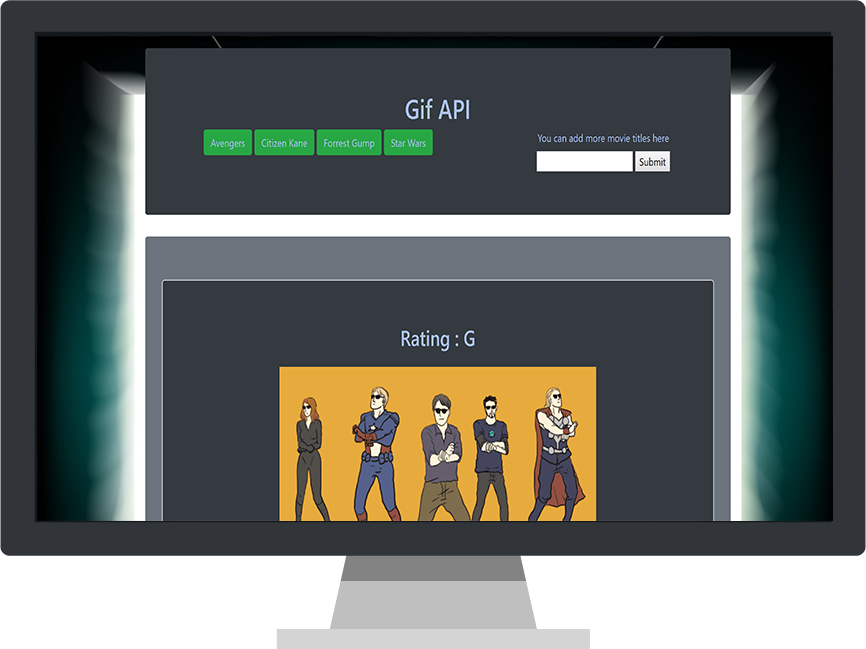 Gif API
Avengers Citizen Kane Forrest Gump Star Wars
You can add more movie titles here
Submit
Rating : G